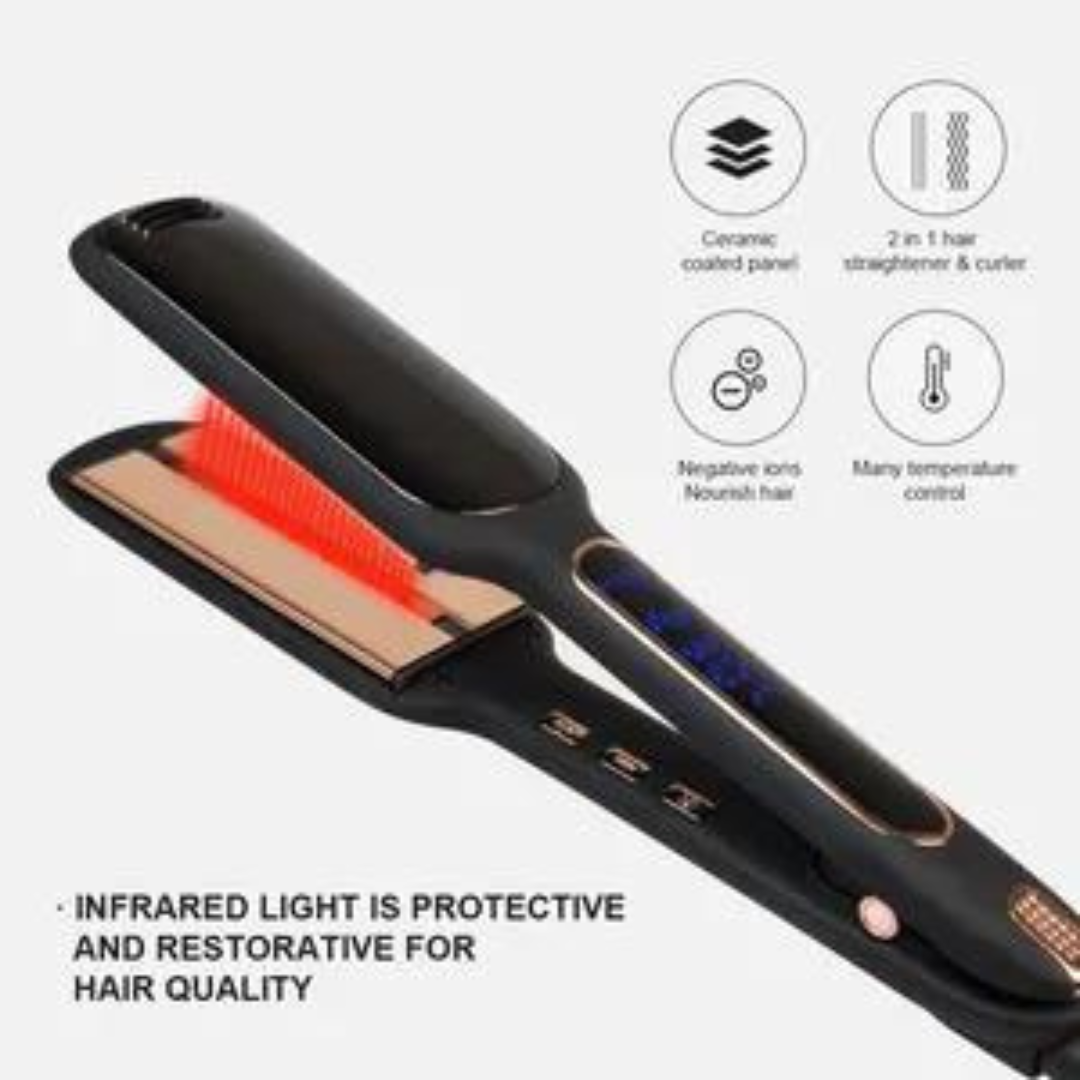 Ceramic
coated panel
2 in 1 hair
straightener & curler
Negative ions
Nourish hair
Many temperature
control
· INFRARED LIGHT IS PROTECTIVE
AND RESTORATIVE FOR
HAIR QUALITY